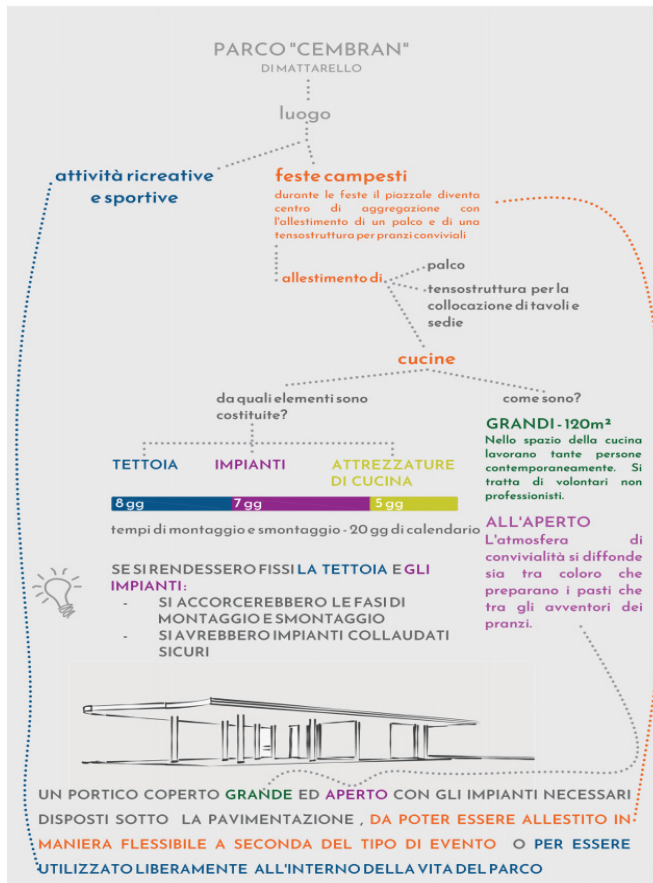 PARCO "CEMBRAN"
DI MATTARELLO
luogo
attività ricreative
e sportive
feste campesti
durante le feste il piazzale diventa
centro di aggregazione con
l'allestimento di un palco e di una
tensostruttura per pranzi conviviali
allestimento di
palco
tensostruttura per la
collocazione di tavoli e
sedie
cucine
da quali elementi sono
costituite?
come sono?
TETTOIA IMPIANTI ATTREZZATURE
DI CUCINA
8 gg 7 gg 5 gg
tempi di montaggio e smontaggio - 20 gg di calendario
GRANDI - 120m²
Nello spazio della cucina
lavorano tante persone
contemporaneamente. Si
tratta di volontari non
professionisti.
ALL'APERTO
L'atmosfera di
convivialità si diffonde
sia tra coloro che
preparano i pasti che
tra gli avventori dei
pranzi.
SE SI RENDESSERO FISSI LA TETTOIA E GLI
IMPIANTI:
- SI ACCORCEREBBERO LE FASI DI
MONTAGGIO E SMONTAGGIO
- SI AVREBBERO IMPIANTI COLLAUDATI
SICURI
UN PORTICO COPERTO GRANDE ED APERTO CON GLI IMPIANTI NECESSARI
DISPOSTI SOTTO LA PAVIMENTAZIONE , DA POTER ESSERE ALLESTITO IN
MANIERA FLESSIBILE A SECONDA DEL TIPO DI EVENTO O PER ESSERE
UTILIZZATO LIBERAMENTE ALL'INTERNO DELLA VITA DEL PARCO